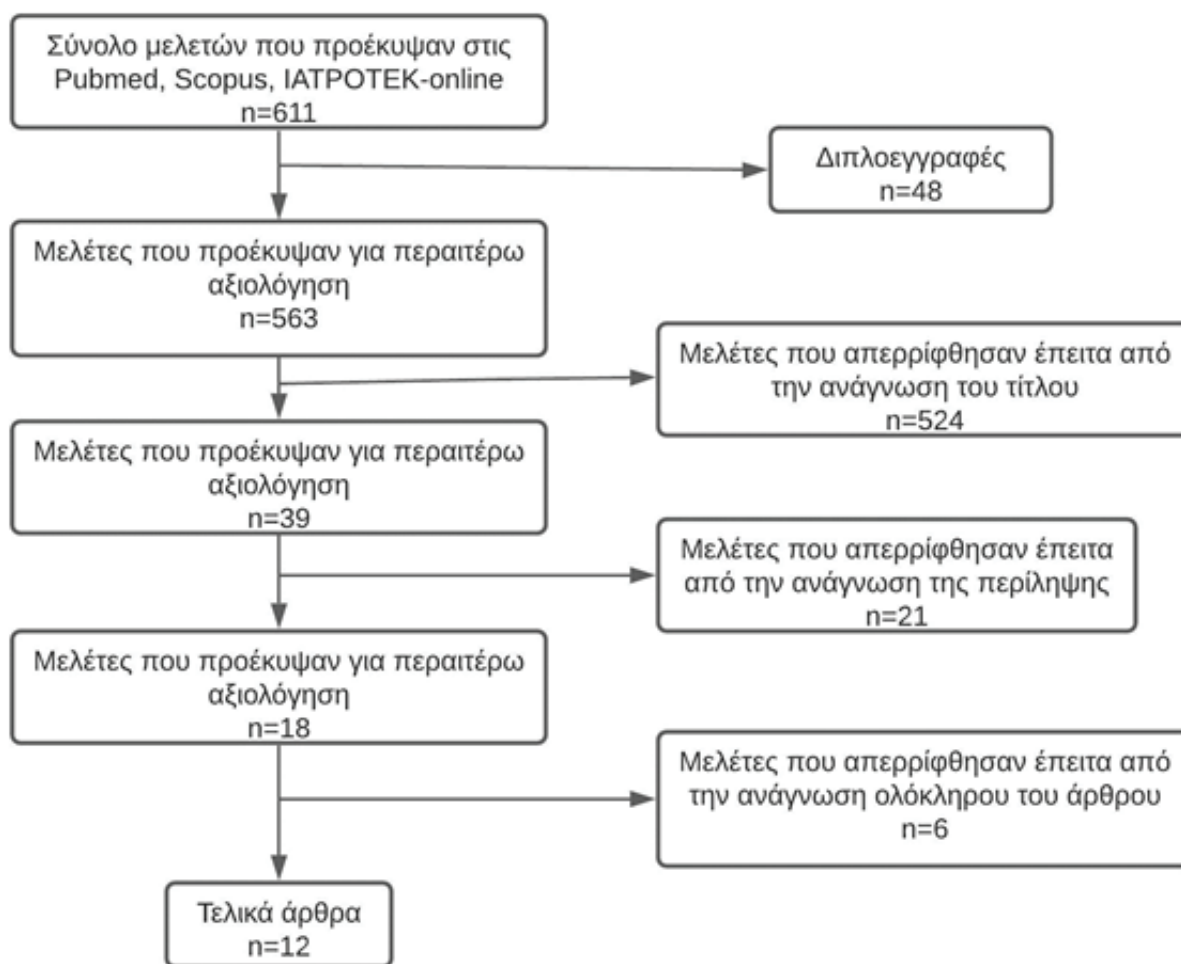 Σύνολο μελετών που προέκυψαν στις
Pubmed, Scopus, ΙΑΤΡΟΤΕΚ-online
n=611
Διπλοεγγραφές
n=48
Μελέτες που προέκυψαν για περαιτέρω
αξιολόγηση
n=563
Μελέτες που απερρίφθησαν έπειτα από
την ανάγνωση του τίτλου
n=524
Μελέτες που προέκυψαν για περαιτέρω
αξιολόγηση
n=39
Μελέτες που απερρίφθησαν έπειτα
από την ανάγνωση της περίληψης
n=21
Μελέτες που προέκυψαν για περαιτέρω
αξιολόγηση
n=18
Μελέτες που απερρίφθησαν έπειτα από
την ανάγνωση ολόκληρου του άρθρου
n=6
Τελικά άρθρα
n=12